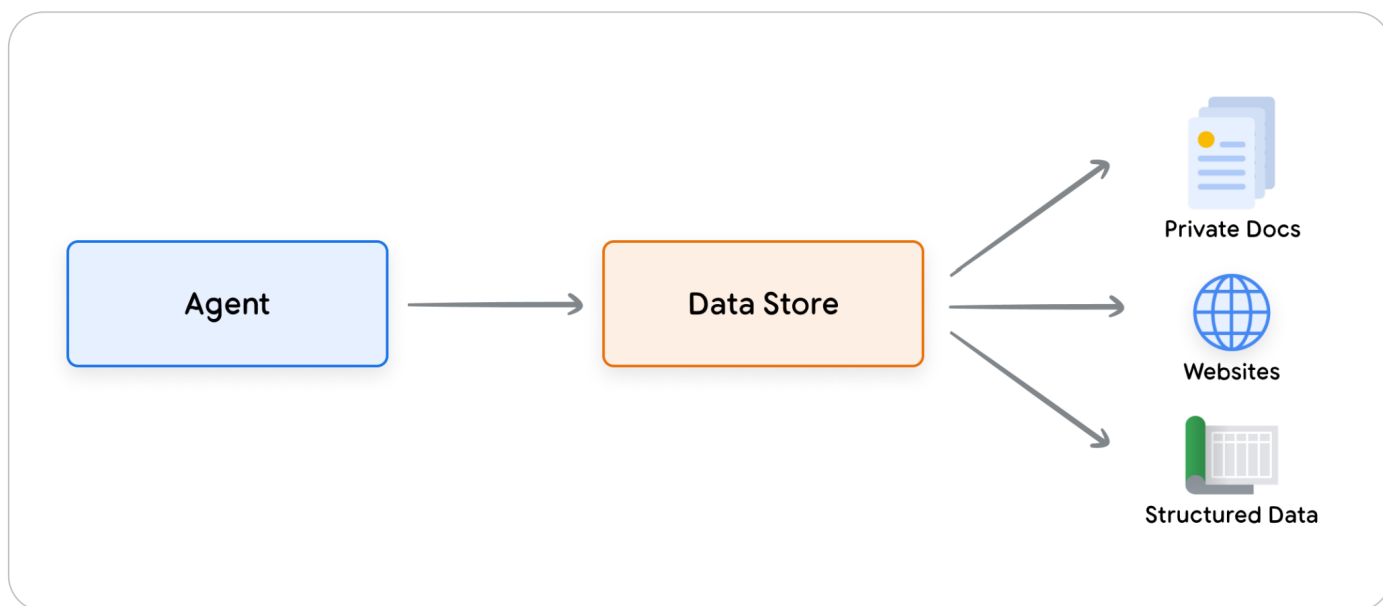 Agent
Data Store
Private Docs
Websites
Structured Data